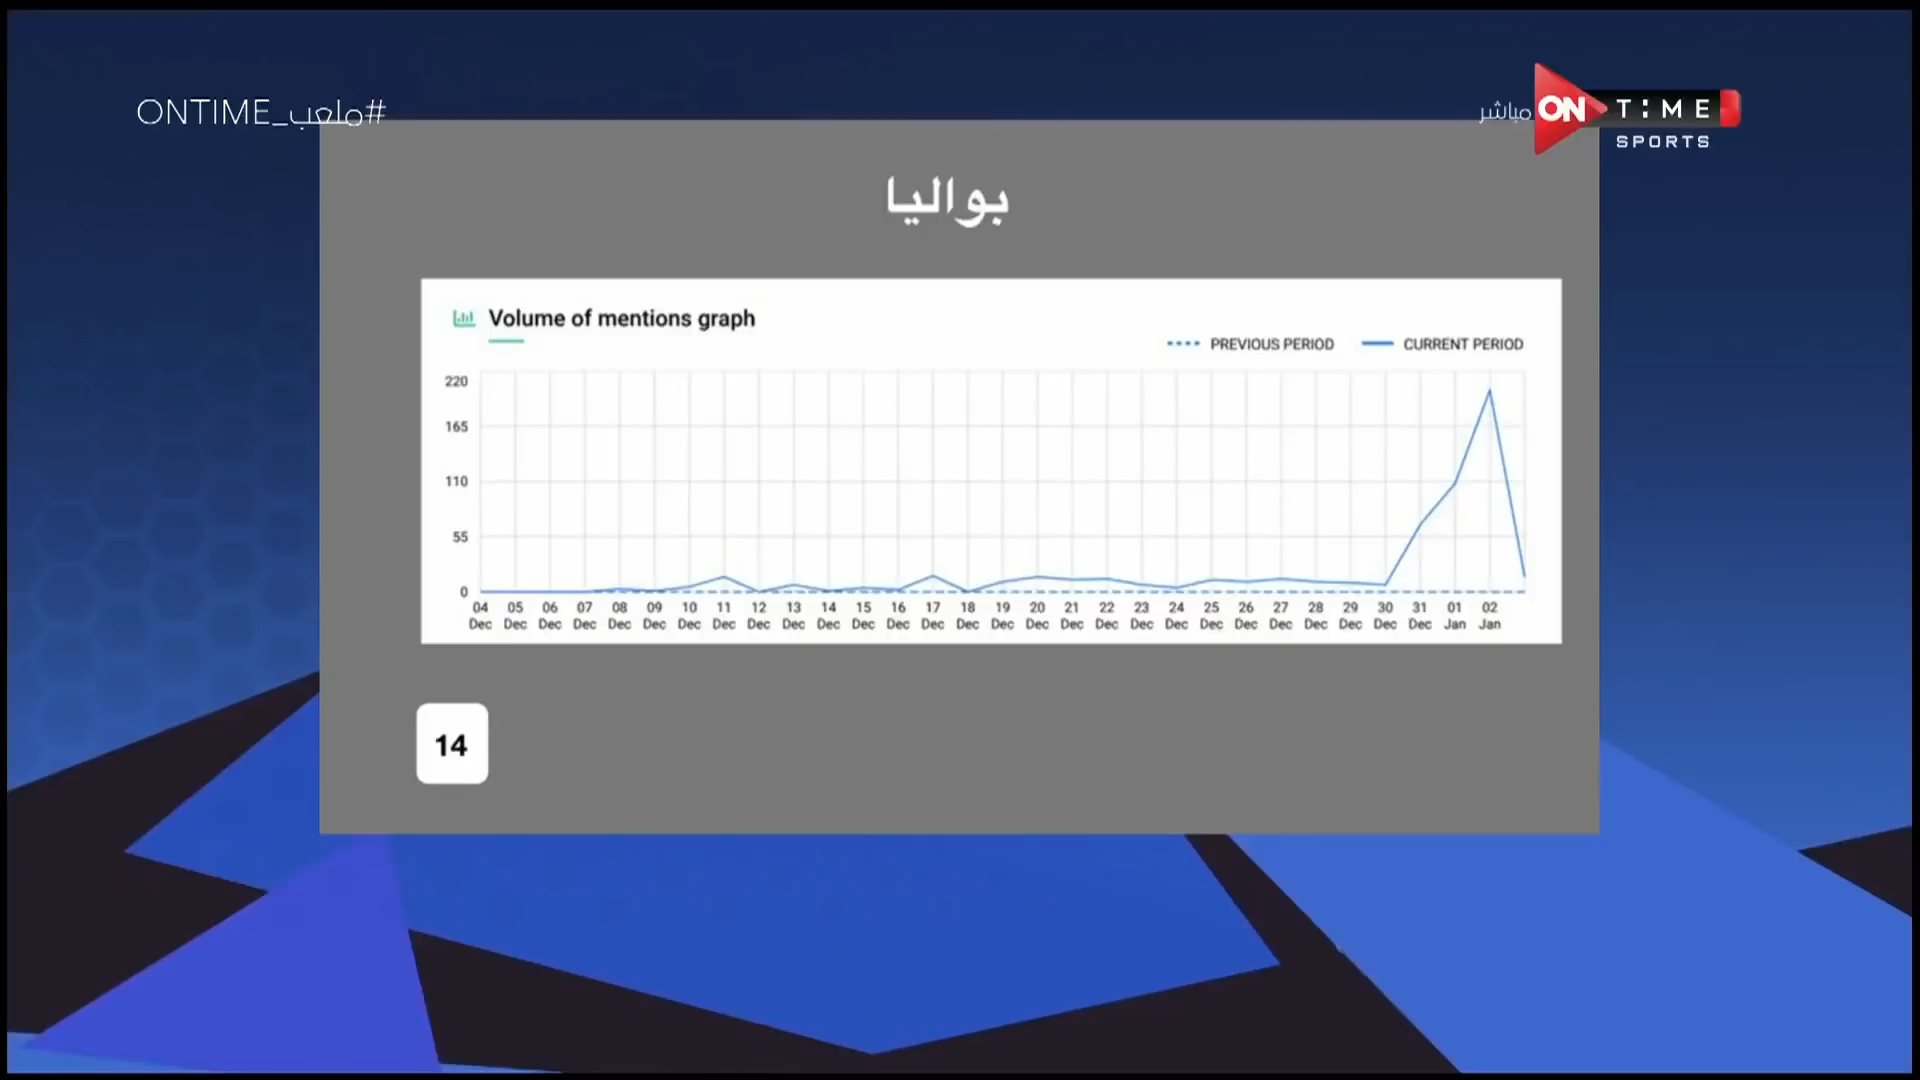 #ملعب_ONTIME
مباشر
ON TIME
SPORTS
بواليا
Volume of mentions graph
PREVIOUS PERIOD CURRENT PERIOD
220
165
110
55
0
04 05 06 07 08 09 10 11 12 13 14 15 16 17 18 19 20 21 22 23 24 25 26 27 28 29 30 31 01 02
Dec Dec Dec Dec Dec Dec Dec Dec Dec Dec Dec Dec Dec Dec Dec Dec Dec Dec Dec Dec Dec Dec Dec Dec Dec Dec Dec Dec Jan Jan
14